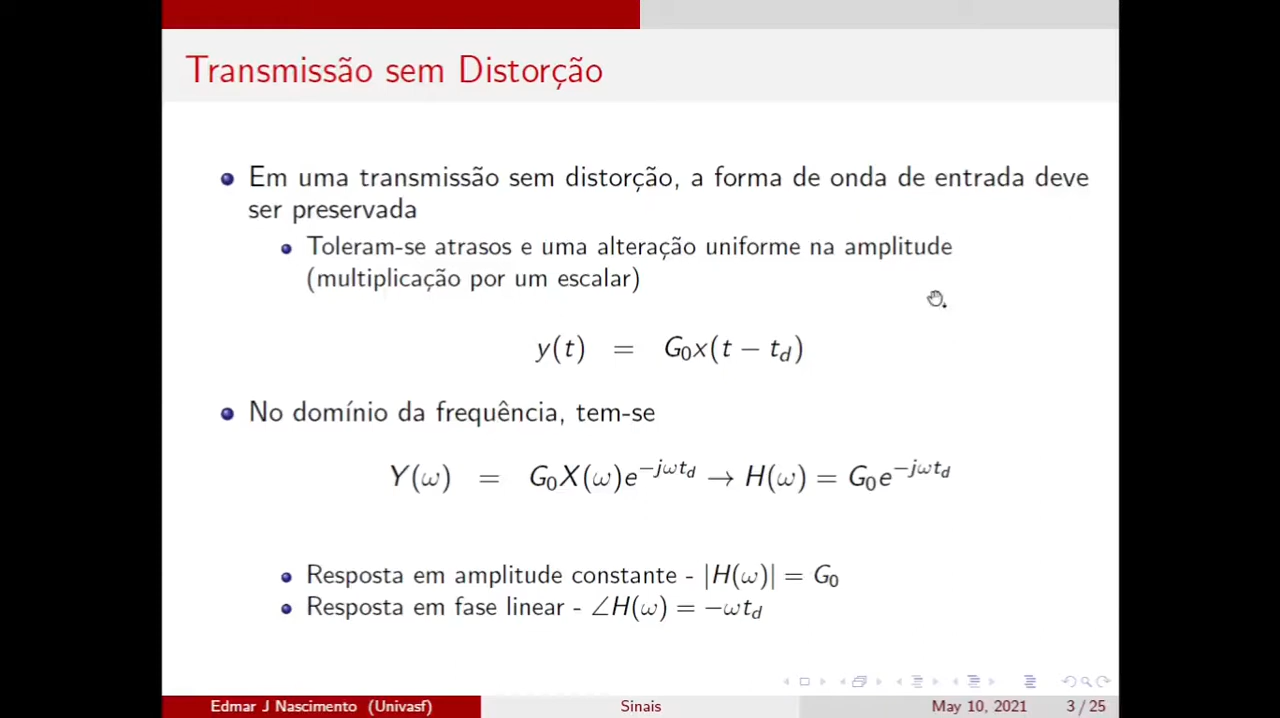 Transmissão sem Distorção
Em uma transmissão sem distorção, a forma de onda de entrada deve
ser preservada
Toleram-se atrasos e uma alteração uniforme na amplitude
(multiplicação por um escalar)
y(t) = G₀x(t − t_d)
No domínio da frequência, tem-se
Y(ω) = G₀X(ω)e^{−jωt_d} → H(ω) = G₀e^{−jωt_d}
Resposta em amplitude constante - |H(ω)| = G₀
Resposta em fase linear - ∠H(ω) = −ωt_d
Edmar J Nascimento (Univasf) Sinais May 10, 2021 3 / 25